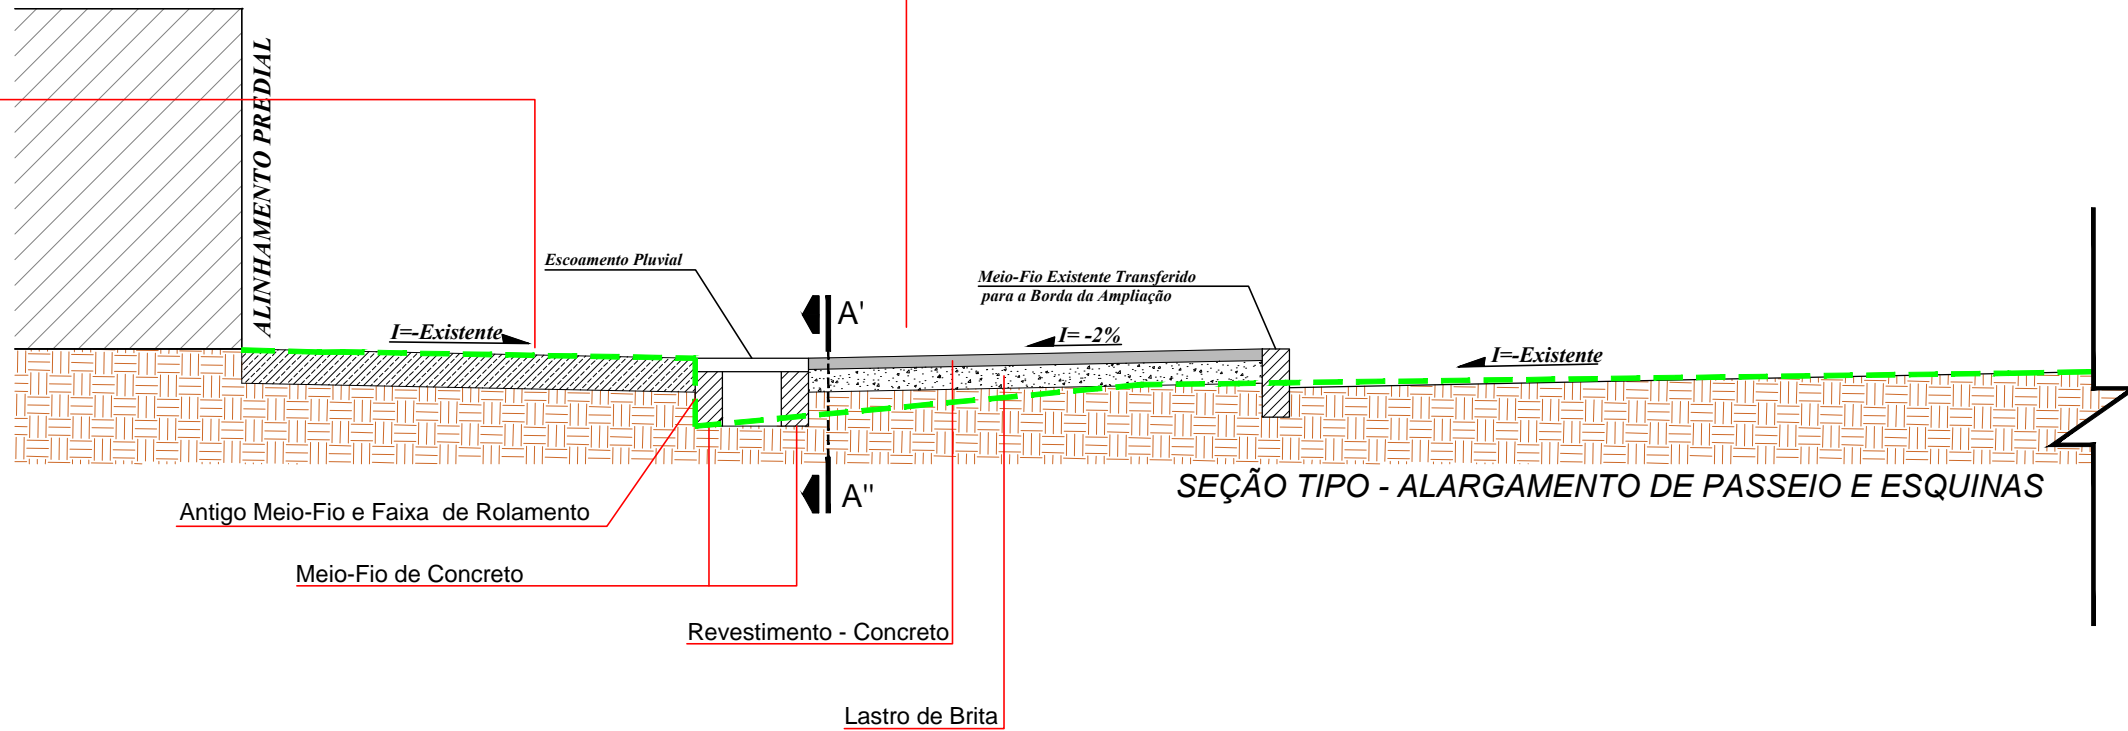 ALINHAMENTO PREDIAL
Escoamento Pluvial
Meio-Fio Existente Transferido
para a Borda da Ampliação
A'
I=-Existente
I= -2%
I=-Existente
A"
SEÇÃO TIPO - ALARGAMENTO DE PASSEIO E ESQUINAS
Antigo Meio-Fio e Faixa de Rolamento
Meio-Fio de Concreto
Revestimento - Concreto
Lastro de Brita